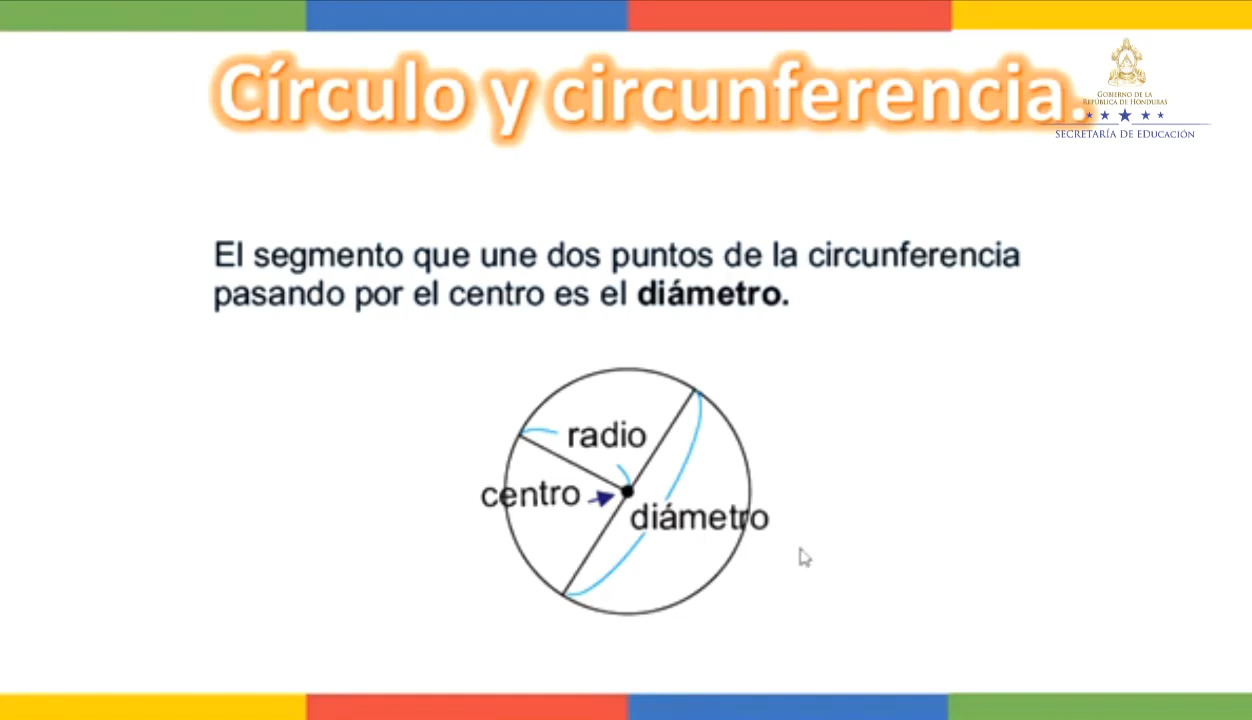 Círculo y circunferencia.
GOBIERNO DE LA
REPÚBLICA DE HONDURAS
SECRETARÍA DE EDUCACIÓN
El segmento que une dos puntos de la circunferencia
pasando por el centro es el diámetro.
radio
centro
diámetro